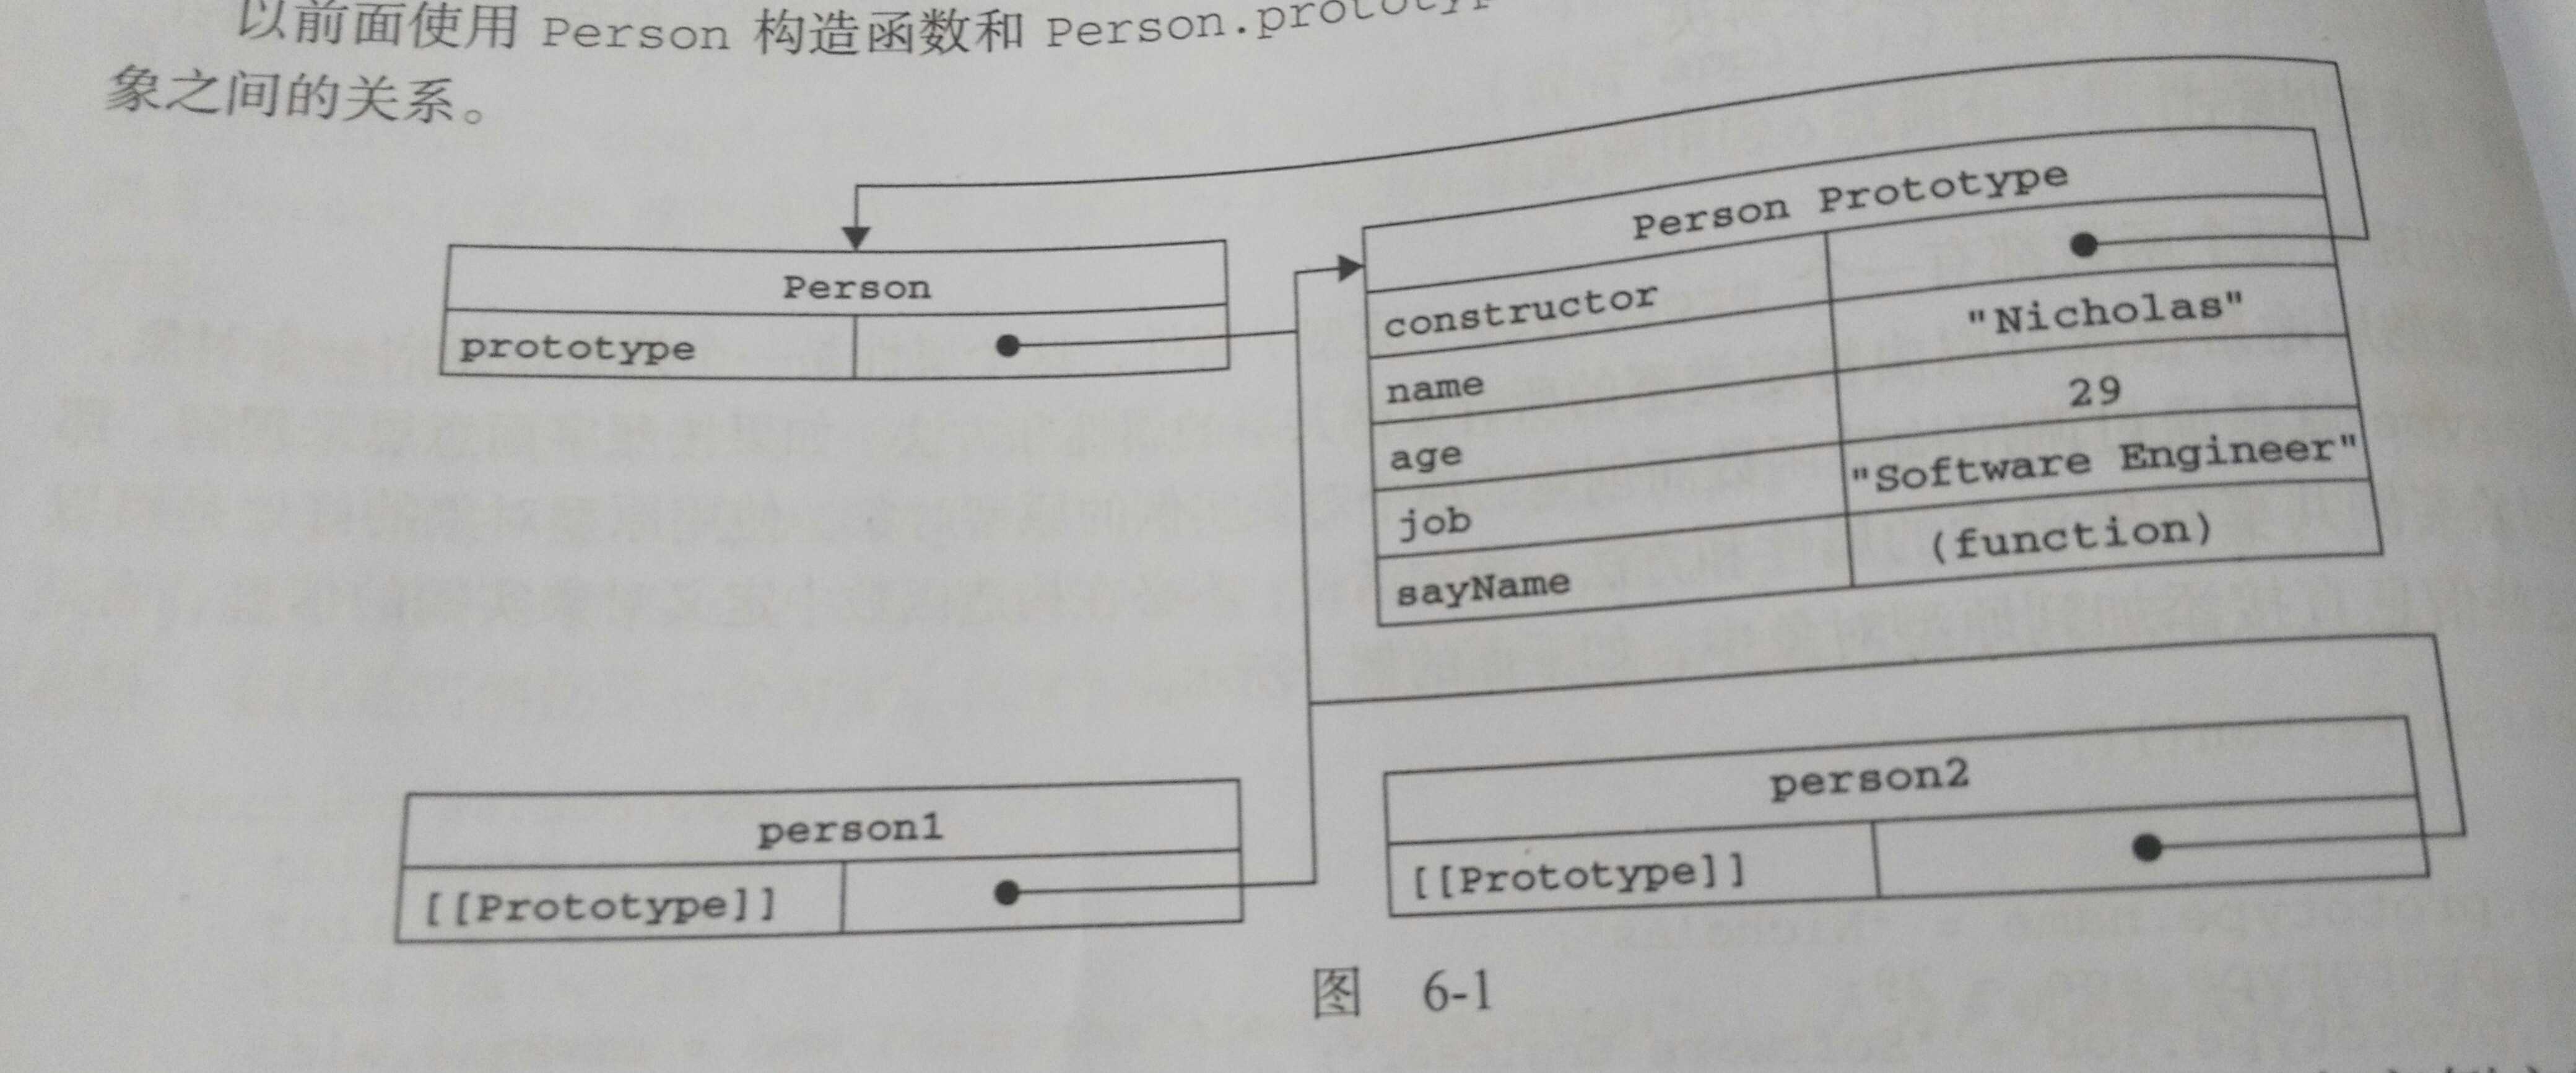 以前面使用 Person 构造函数和 Person.prototyp
象之间的关系。
Person
prototype
Person Prototype
constructor
name "Nicholas"
age 29
job "Software Engineer"
sayName (function)
person1
[[Prototype]]
person2
[[Prototype]]
图 6-1